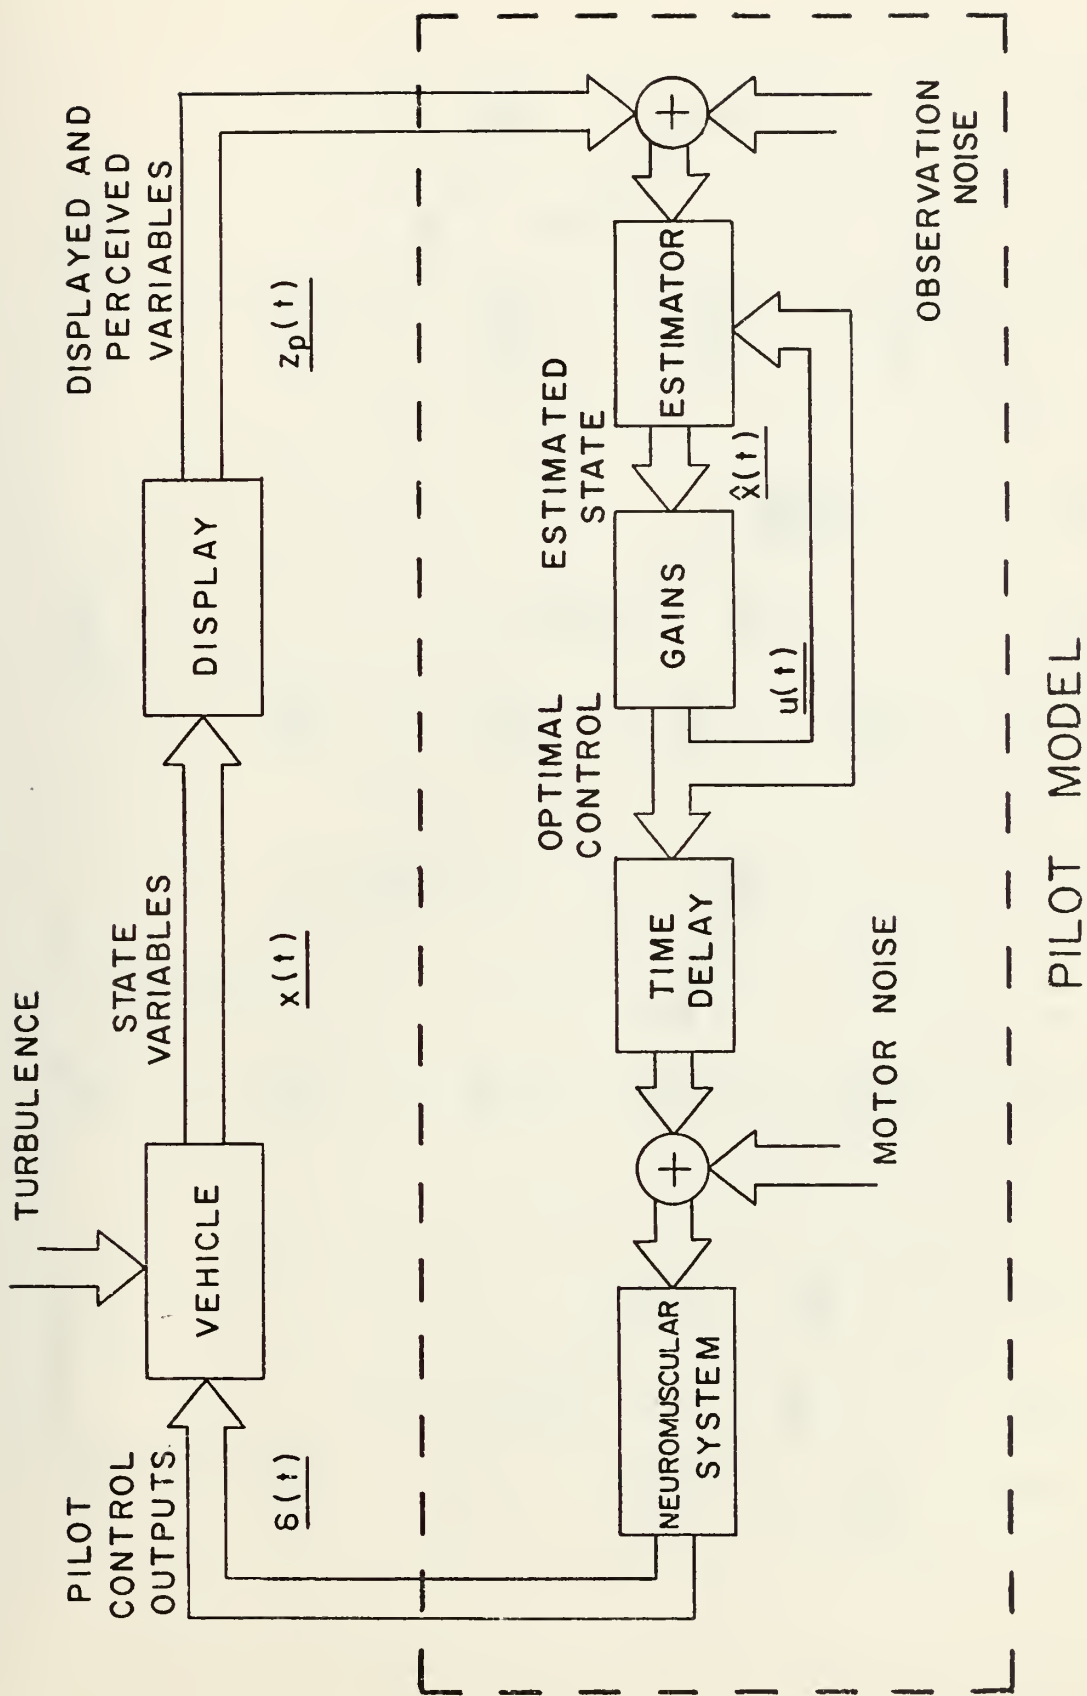 TURBULENCE
PILOT
CONTROL
OUTPUTS
δ(t)
VEHICLE
STATE
VARIABLES
x(t)
DISPLAY
DISPLAYED AND
PERCEIVED
VARIABLES
z_p(t)
NEUROMUSCULAR
SYSTEM
+
MOTOR NOISE
TIME
DELAY
OPTIMAL
CONTROL
u(t)
GAINS
ESTIMATED
STATE
x̂(t)
ESTIMATOR
+
OBSERVATION
NOISE
PILOT MODEL